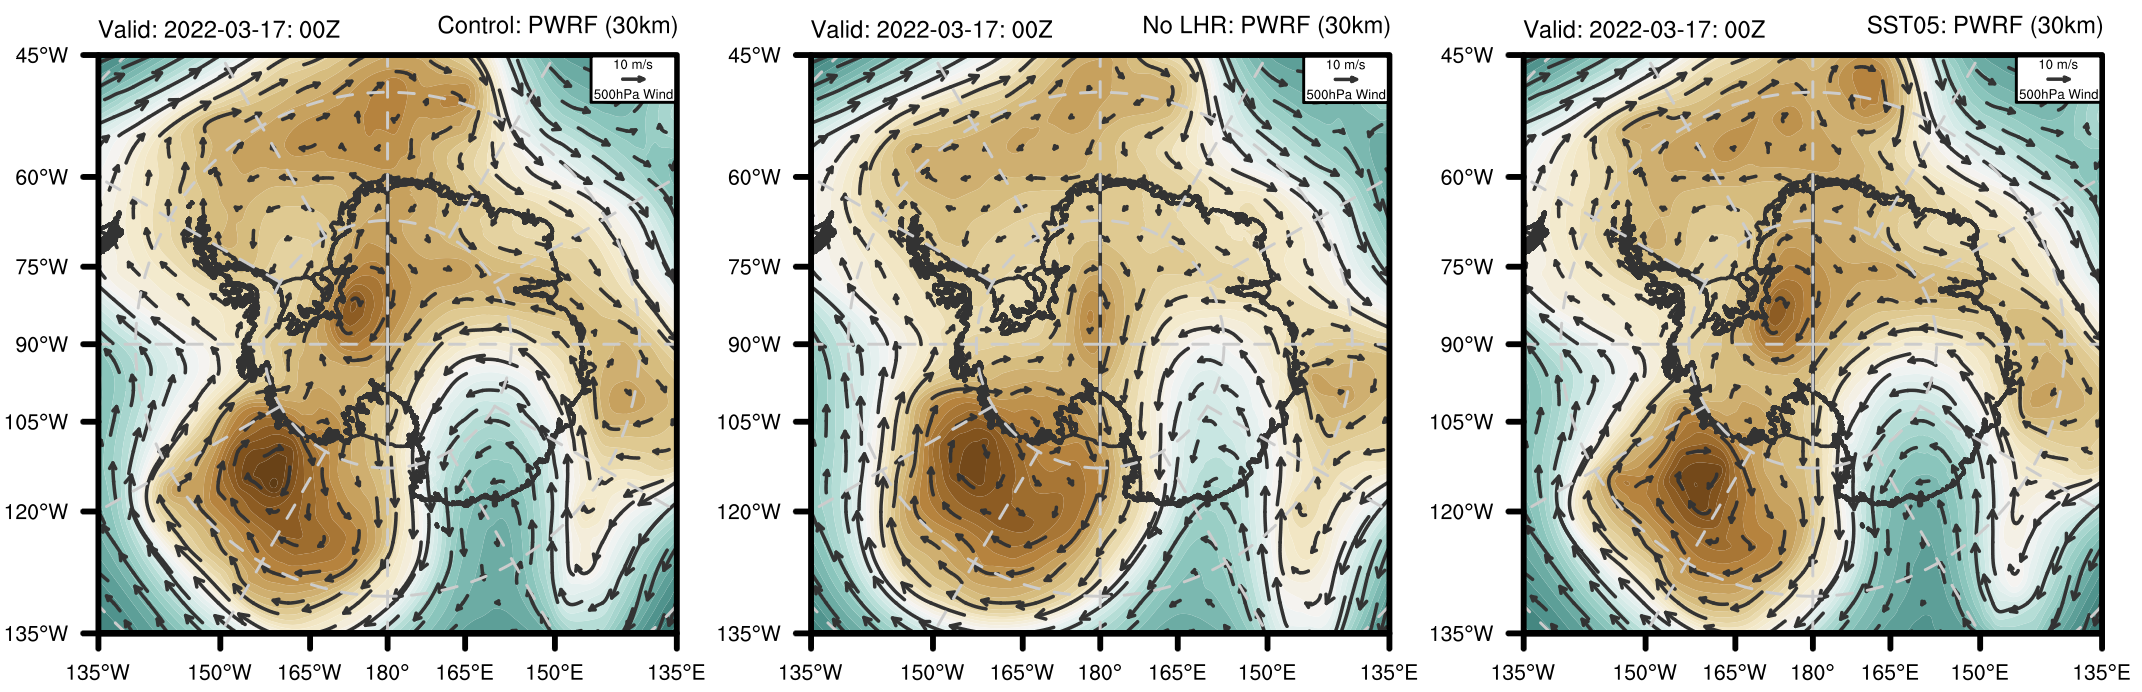 Valid: 2022-03-17: 00Z Control: PWRF (30km)
45°W
60°W
75°W
90°W
105°W
120°W
135°W
10 m/s
500hPa Wind
135°W 150°W 165°W 180° 165°E 150°E 135°E
Valid: 2022-03-17: 00Z No LHR: PWRF (30km)
45°W
60°W
75°W
90°W
105°W
120°W
135°W
10 m/s
500hPa Wind
135°W 150°W 165°W 180° 165°E 150°E 135°E
Valid: 2022-03-17: 00Z SST05: PWRF (30km)
45°W
60°W
75°W
90°W
105°W
120°W
135°W
10 m/s
500hPa Wind
135°W 150°W 165°W 180° 165°E 150°E 135°E